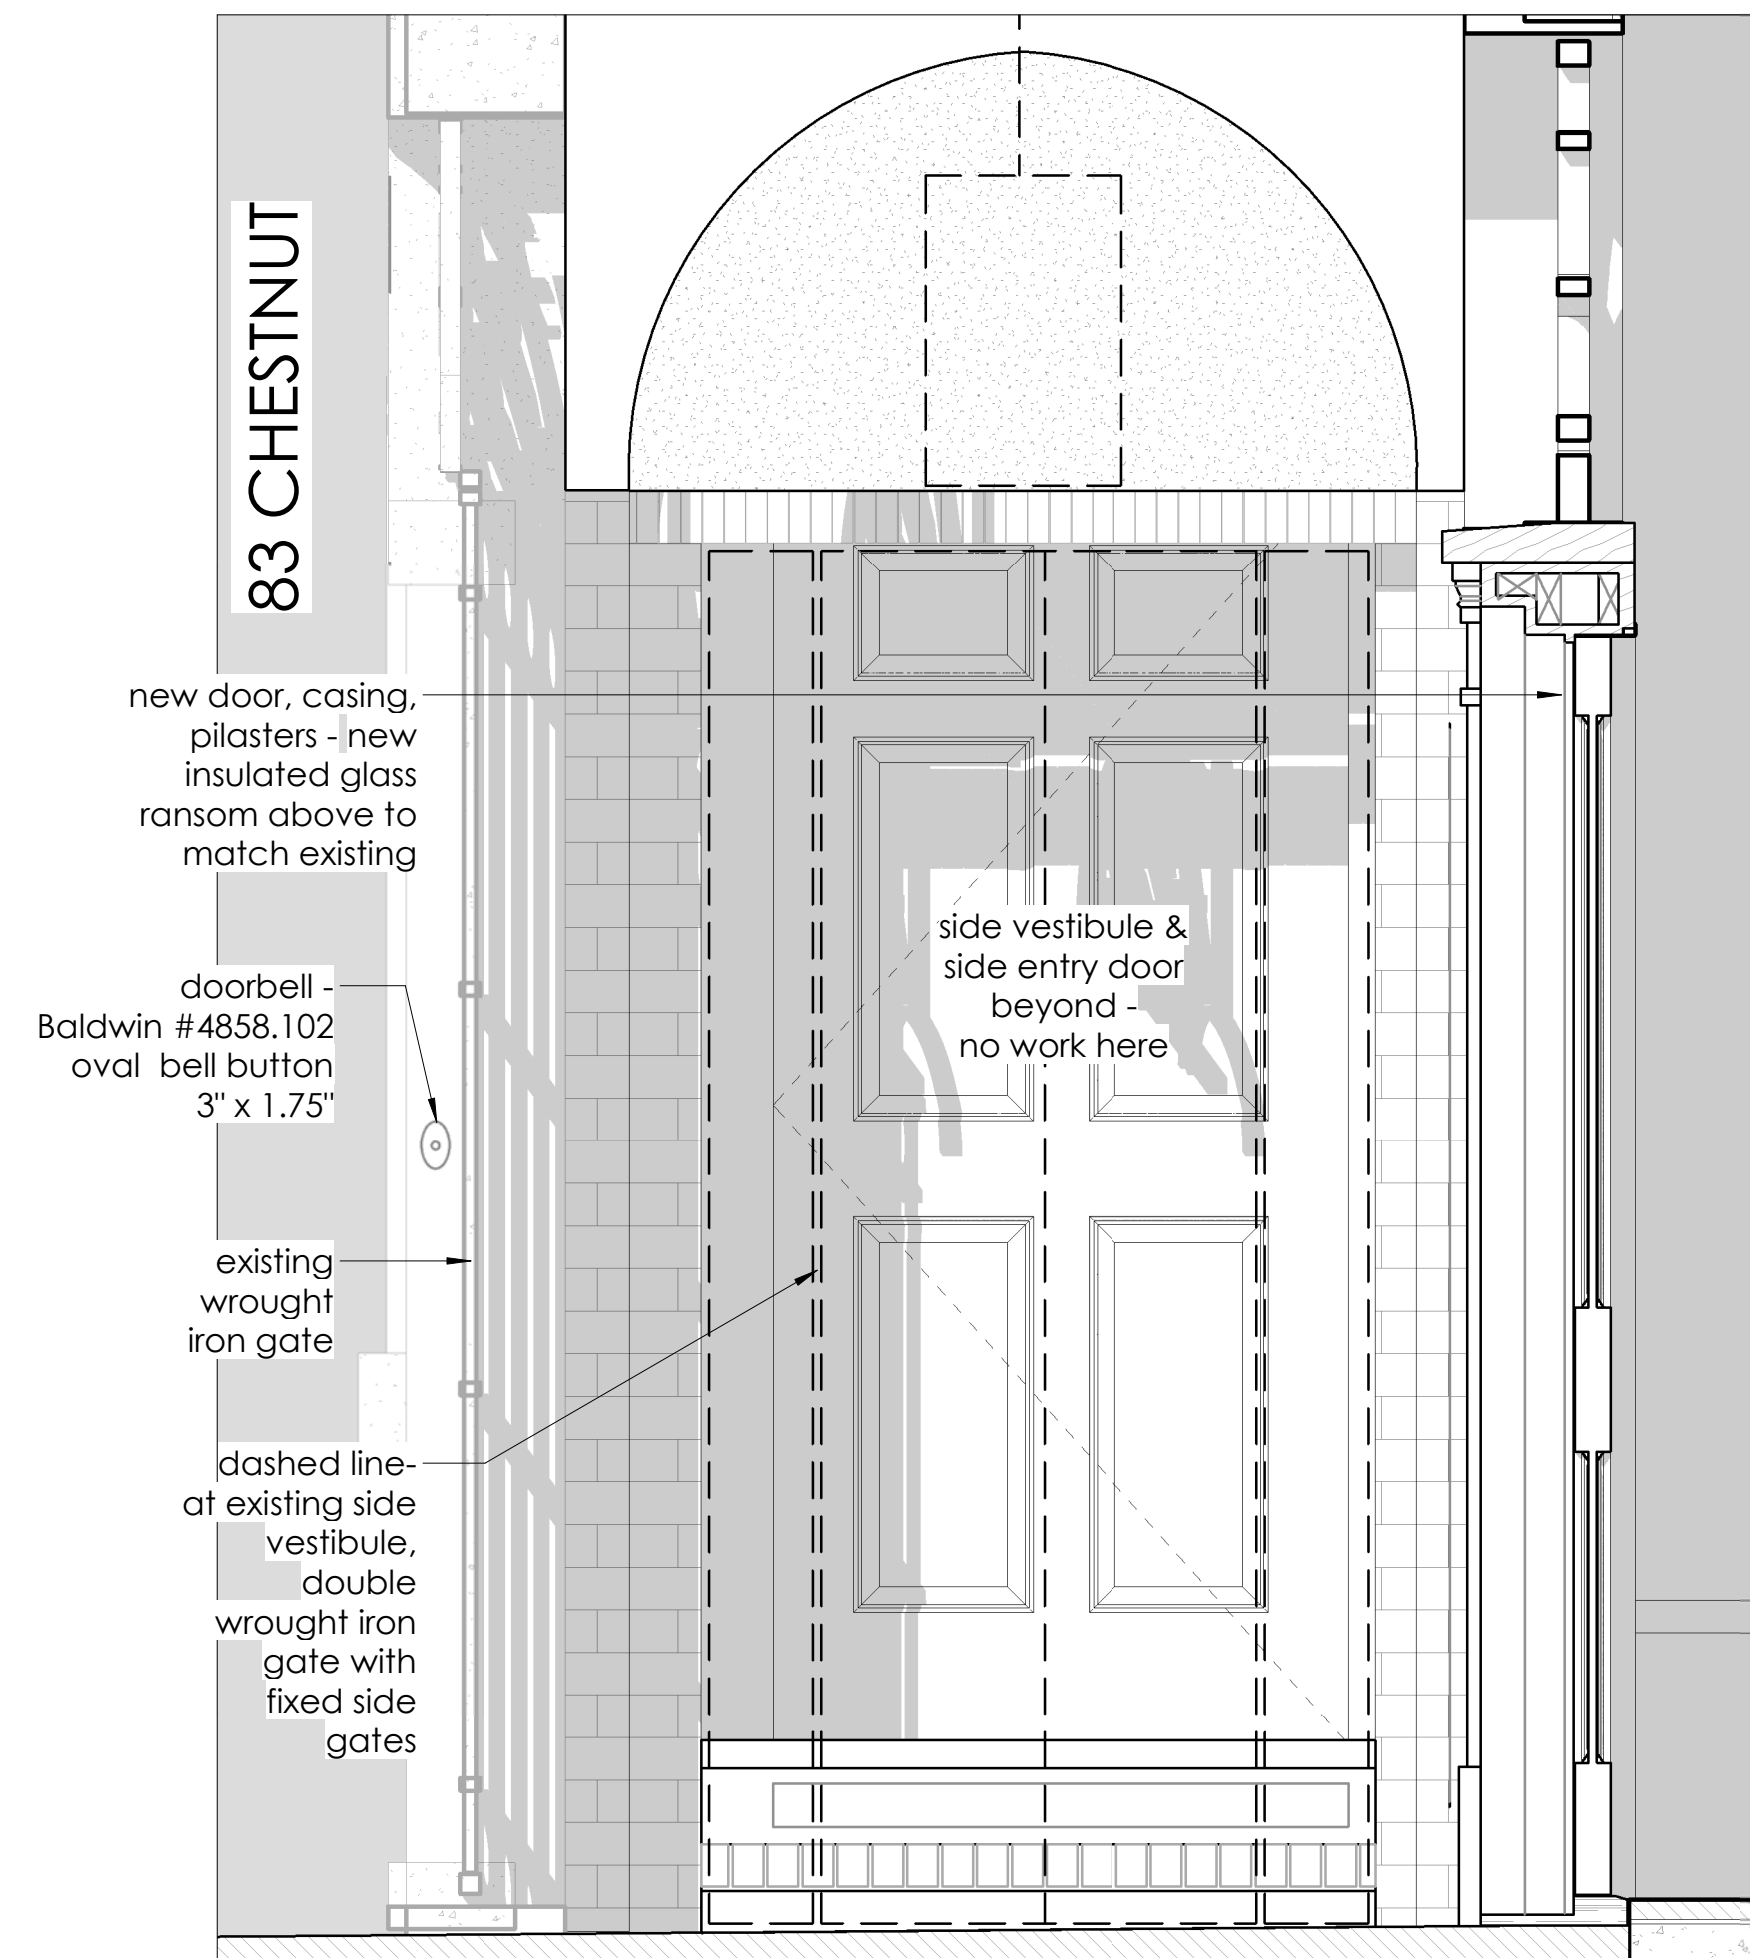 83 CHESTNUT
new door, casing,
pilasters - new
insulated glass
ransom above to
match existing
side vestibule &
side entry door
beyond -
no work here
doorbell -
Baldwin #4858.102
oval bell button
3" x 1.75"
existing
wrought
iron gate
dashed line-
at existing side
vestibule,
double
wrought iron
gate with
fixed side
gates